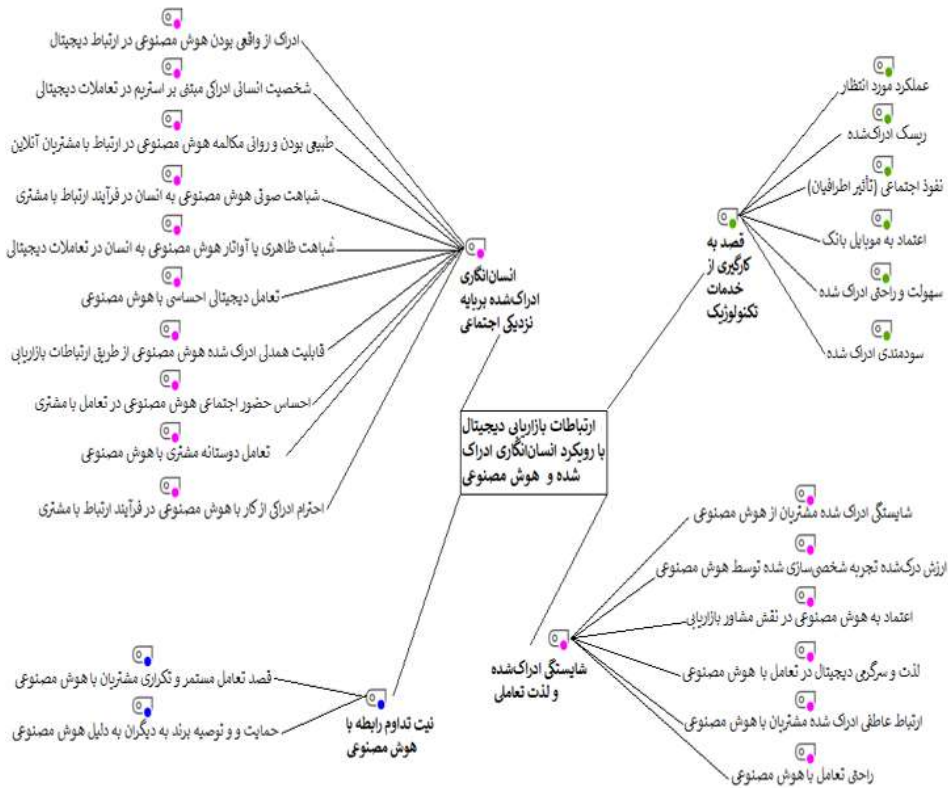 ادراک از واقعی بودن هوش مصنوعی در ارتباط دیجیتال
شخصیت انسانی ادراکی مبتنی بر استریم در تعاملات دیجیتالی
طبیعی بودن و روانی مکالمه هوش مصنوعی در ارتباط با مشتریان آنلاین
شباهت صوتی هوش مصنوعی به انسان در فرآیند ارتباط با مشتری
شباهت ظاهری یا آواتار هوش مصنوعی به انسان در تعاملات دیجیتالی
تعامل دیجیتالی احساسی با هوش مصنوعی
قابلیت همدلی ادراک شده هوش مصنوعی از طریق ارتباطات بازاریابی
احساس حضور اجتماعی هوش مصنوعی در تعامل با مشتری
تعامل دوستانه مشتری با هوش مصنوعی
احترام ادراکی از کار با هوش مصنوعی در فرآیند ارتباط با مشتری
انسان‌انگاری
ادراک‌شده برپایه
نزدیکی اجتماعی
عملکرد مورد انتظار
ریسک ادراک‌شده
نفوذ اجتماعی (تأثیر اطرافیان)
اعتماد به موبایل بانک
سهولت و راحتی ادراک شده
سودمندی ادراک شده
قصد به
کارگیری از
خدمات
تکنولوژیک
ارتباطات بازاریابی دیجیتال
با رویکرد انسان‌انگاری ادراک
شده و هوش مصنوعی
شایستگی ادراک شده مشتریان از هوش مصنوعی
ارزش درک‌شده تجربه شخصی‌سازی شده توسط هوش مصنوعی
اعتماد به هوش مصنوعی در نقش مشاور بازاریابی
لذت و سرگرمی دیجیتال در تعامل با هوش مصنوعی
ارتباط عاطفی ادراک شده مشتریان با هوش مصنوعی
راحتی تعامل با هوش مصنوعی
شایستگی ادراک‌شده
و لذت تعاملی
قصد تعامل مستمر و تکراری مشتریان با هوش مصنوعی
حمایت و و توصیه برند به دیگران به دلیل هوش مصنوعی
نیت تداوم رابطه با
هوش مصنوعی